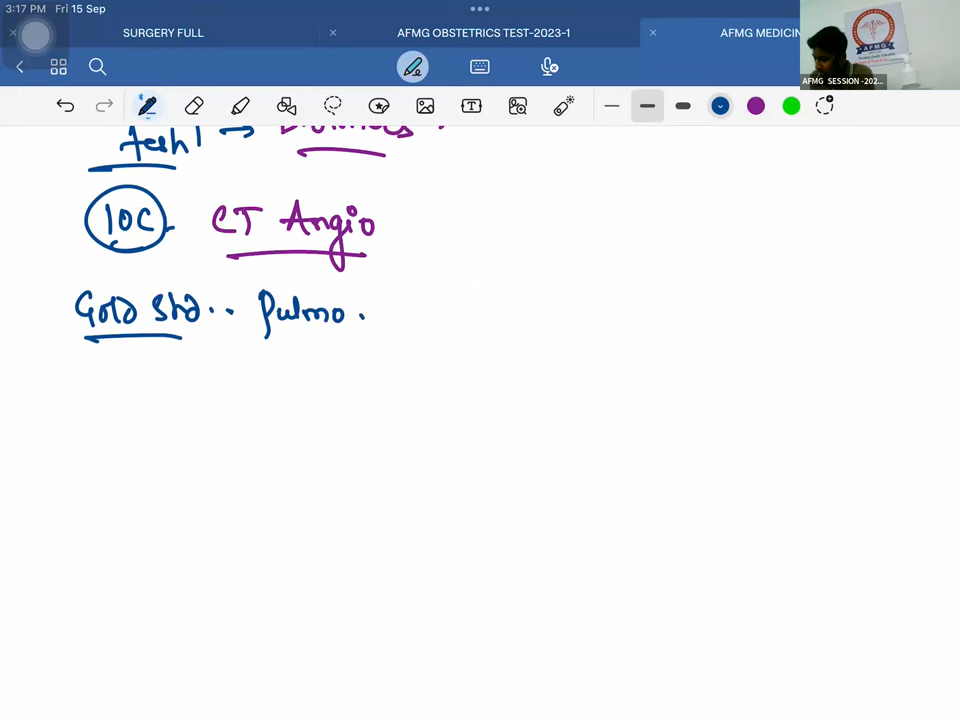 3:17 PM Fri 15 Sep
SURGERY FULL
AFMG OBSTETRICS TEST-2023-1
AFMG MEDICIN
AFMG
AFMG SESSION -202...
→
IOC CT Angio
Gold Std.. Pulmo.